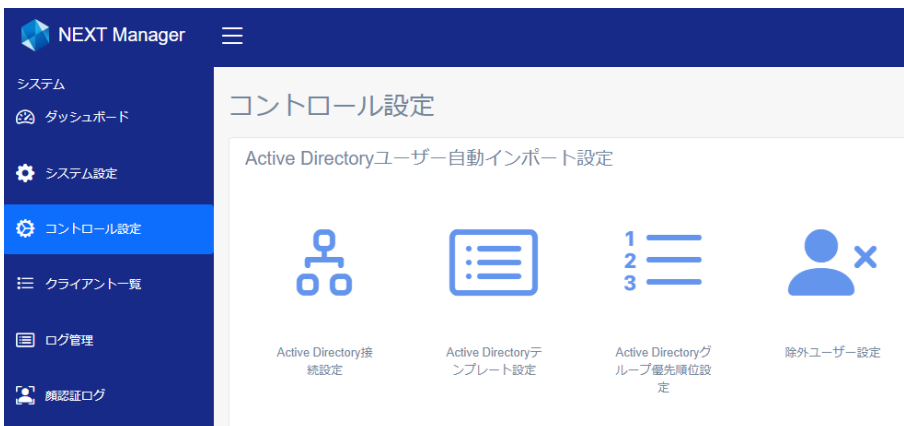 NEXT Manager
システム
ダッシュボード
システム設定
コントロール設定
クライアント一覧
ログ管理
顔認証ログ
コントロール設定
Active Directoryユーザー自動インポート設定
1
2
3
Active Directory接
続設定
Active Directoryテ
ンプレート設定
Active Directoryグ
ループ優先順位設
定
除外ユーザー設定